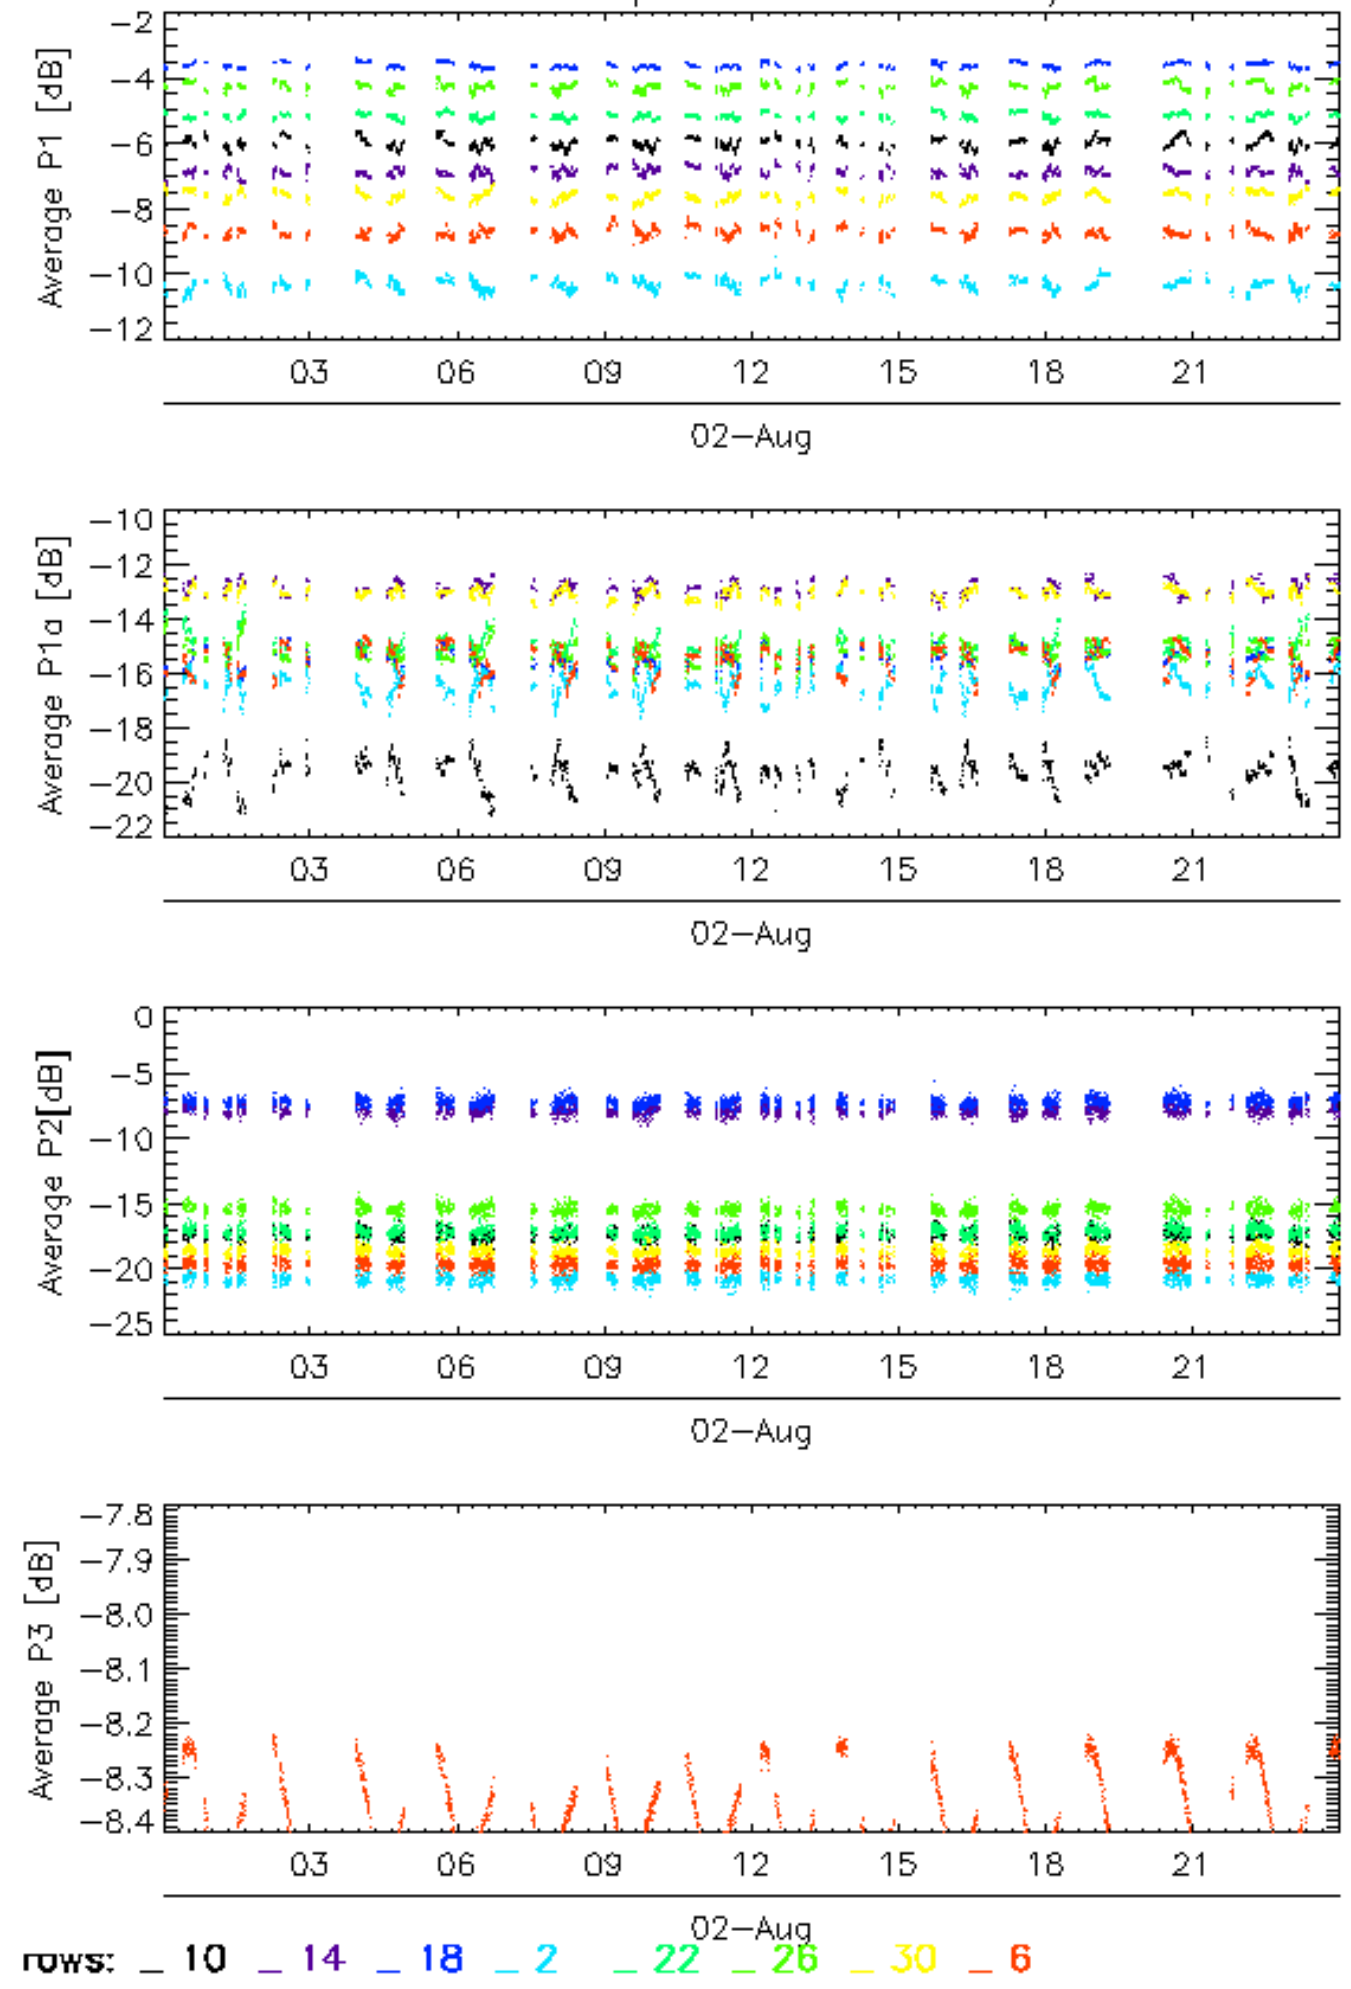 −2
−4
−6
−8
−10
−12
Average P1 [dB]
03 06 09 12 15 18 21
02−Aug
−10
−12
−14
−16
−18
−20
−22
Average P1a [dB]
03 06 09 12 15 18 21
02−Aug
0
−5
−10
−15
−20
−25
Average P2[dB]
03 06 09 12 15 18 21
02−Aug
−7.8
−7.9
−8.0
−8.1
−8.2
−8.3
−8.4
Average P3 [dB]
03 06 09 12 15 18 21
02−Aug
rows: _ 10 _ 14 _ 18 _ 2 _ 22 _ 26 _ 30 _ 6